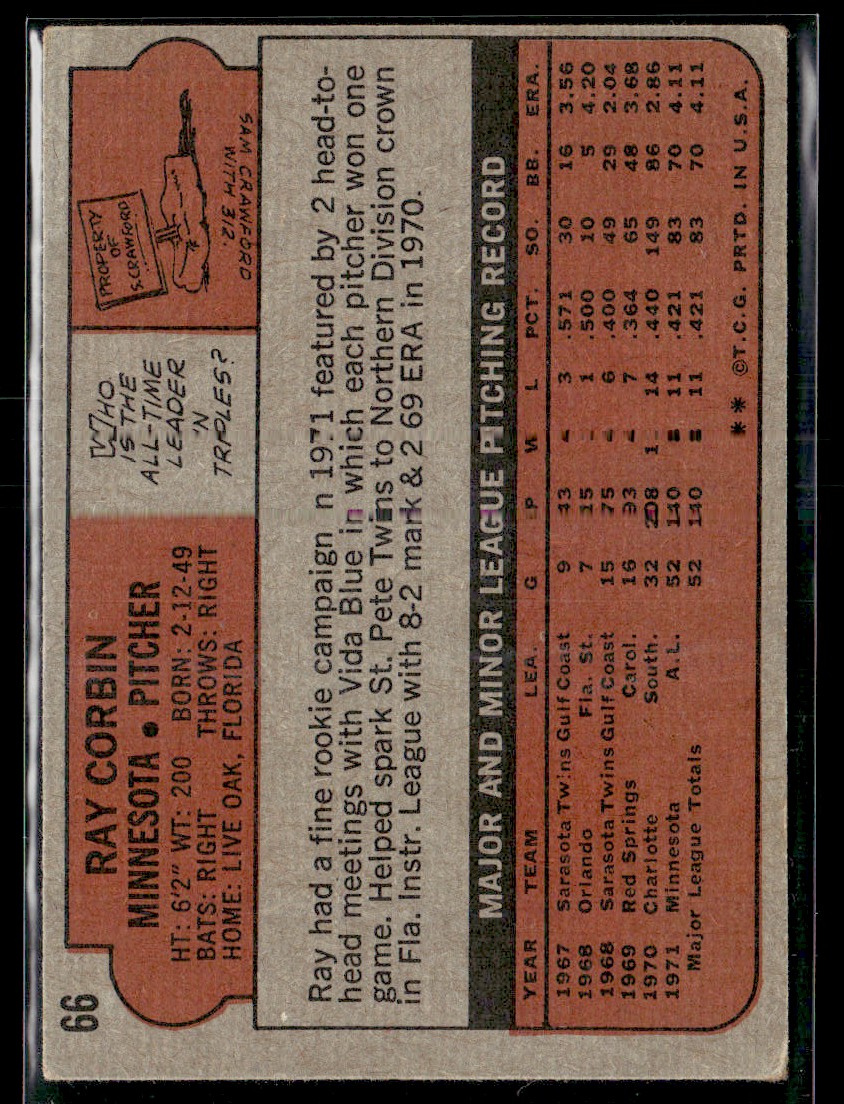 66
RAY CORBIN
MINNESOTA • PITCHER
HT: 6'2" WT: 200 BORN: 2-12-49
BATS: RIGHT THROWS: RIGHT
HOME: LIVE OAK, FLORIDA
WHO
IS THE
ALL-TIME
LEADER
'N
TRIPLES?
PROPERTY
OF
S. CRAWFORD
SAM CRAWFORD
WITH 312.
Ray had a fine rookie campaign n 1971 featured by 2 head-to-
head meetings with Vida Blue in which each pitcher won one
game. Helped spark St. Pete Twins to Northern Division crown
in Fla. Instr. League with 8-2 mark & 2 69 ERA in 1970.
MAJOR AND MINOR LEAGUE PITCHING RECORD
YEAR TEAM LEA. G IP W L PCT. SO. BB. ERA.
1967 Sarasota Twins Gulf Coast 9 43 3 .571 30 16 3.56
1968 Orlando Fla. St. 7 15 1 .500 10 5 4.20
1968 Sarasota Twins Gulf Coast 15 75 6 .400 49 29 2.04
1969 Red Springs Carol. 16 93 7 .364 65 48 3.68
1970 Charlotte South. 32 208 14 .440 149 86 2.86
1971 Minnesota A.L. 52 140 11 .421 83 70 4.11
Major League Totals 52 140 11 .421 83 70 4.11
** ©T.C.G. PRTD. IN U.S.A.